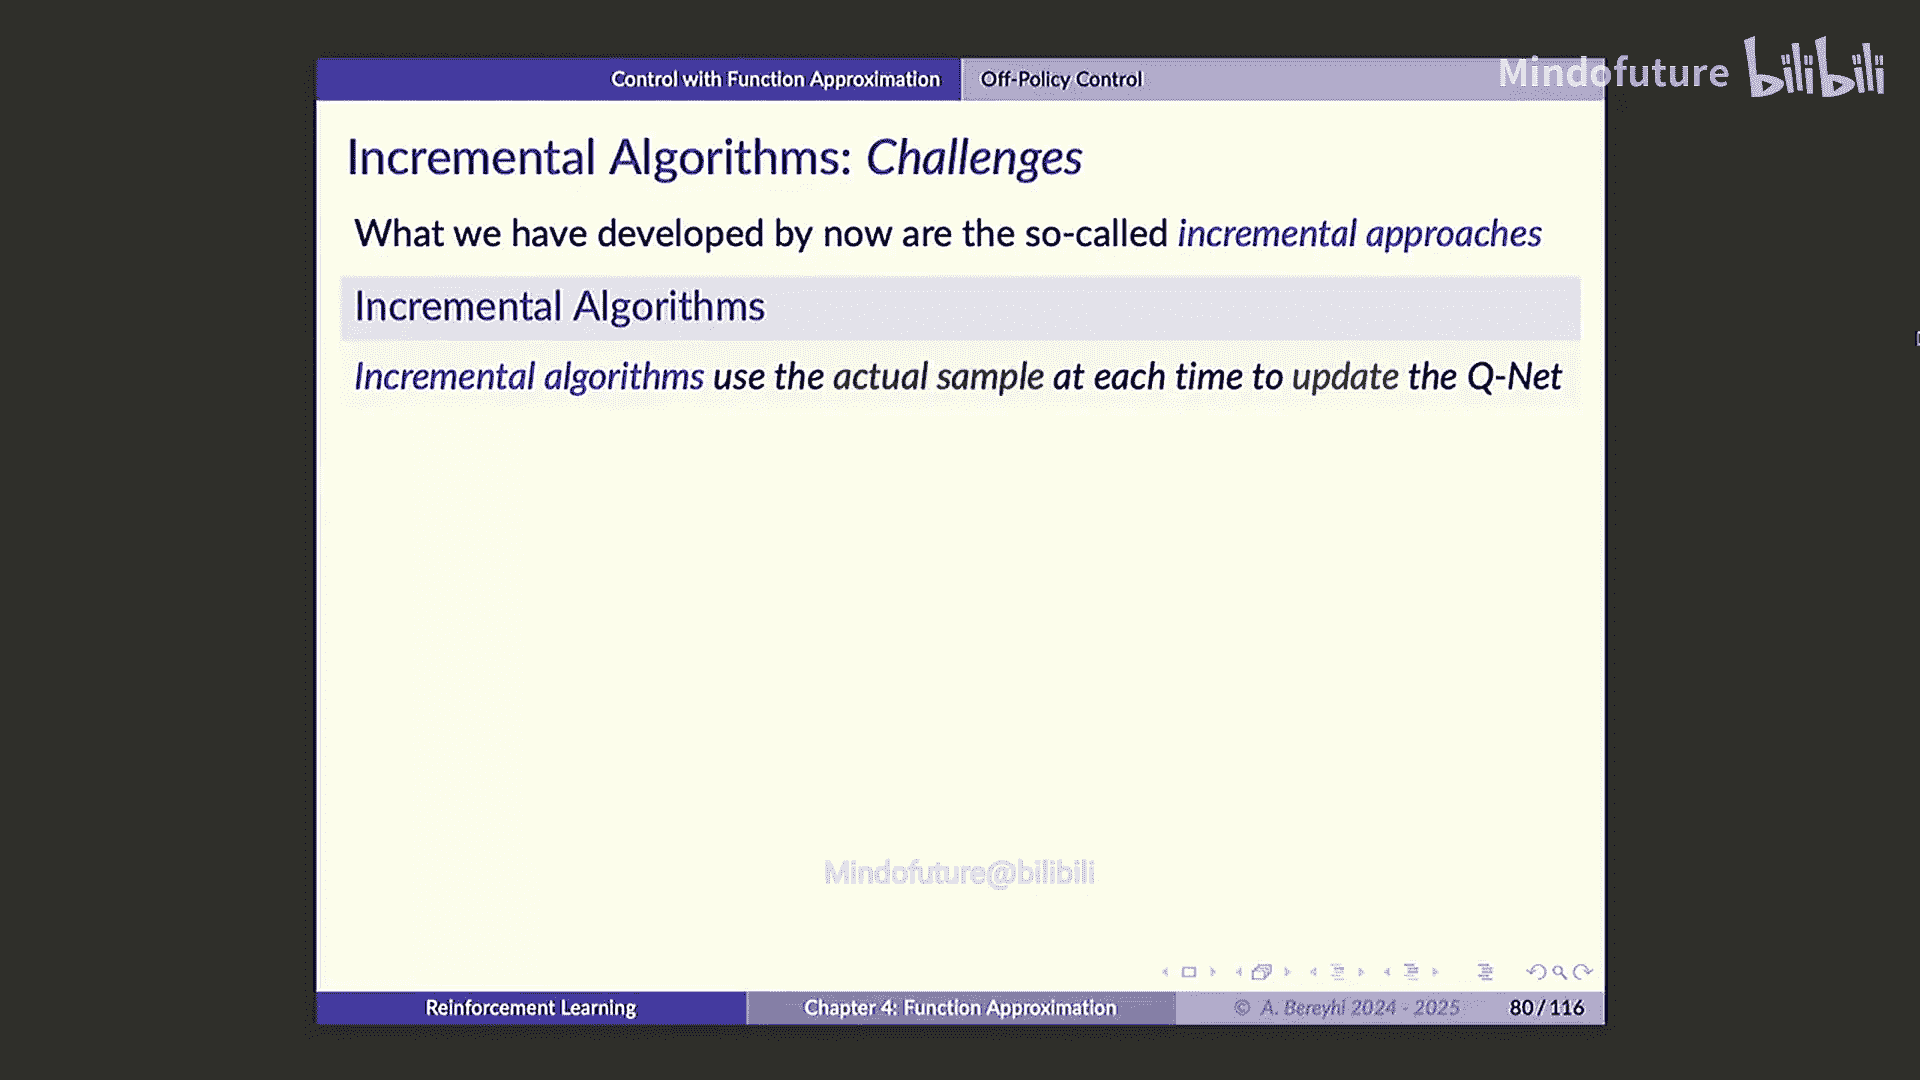 Control with Function Approximation
Off-Policy Control
Mindofuture bilibili
Incremental Algorithms: Challenges
What we have developed by now are the so-called incremental approaches
Incremental Algorithms
Incremental algorithms use the actual sample at each time to update the Q-Net
Mindofuture@bilibili
Reinforcement Learning
Chapter 4: Function Approximation
© A. Bereyhi 2024 - 2025
80/116